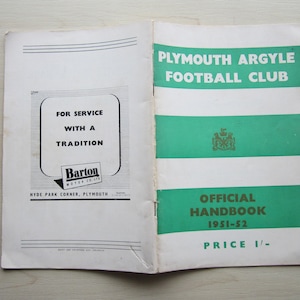 FOR SERVICE
WITH A
TRADITION
Barton
HYDE PARK CORNER, PLYMOUTH
PLYMOUTH ARGYLE
FOOTBALL CLUB
OFFICIAL
HANDBOOK
1951-52
PRICE 1/-